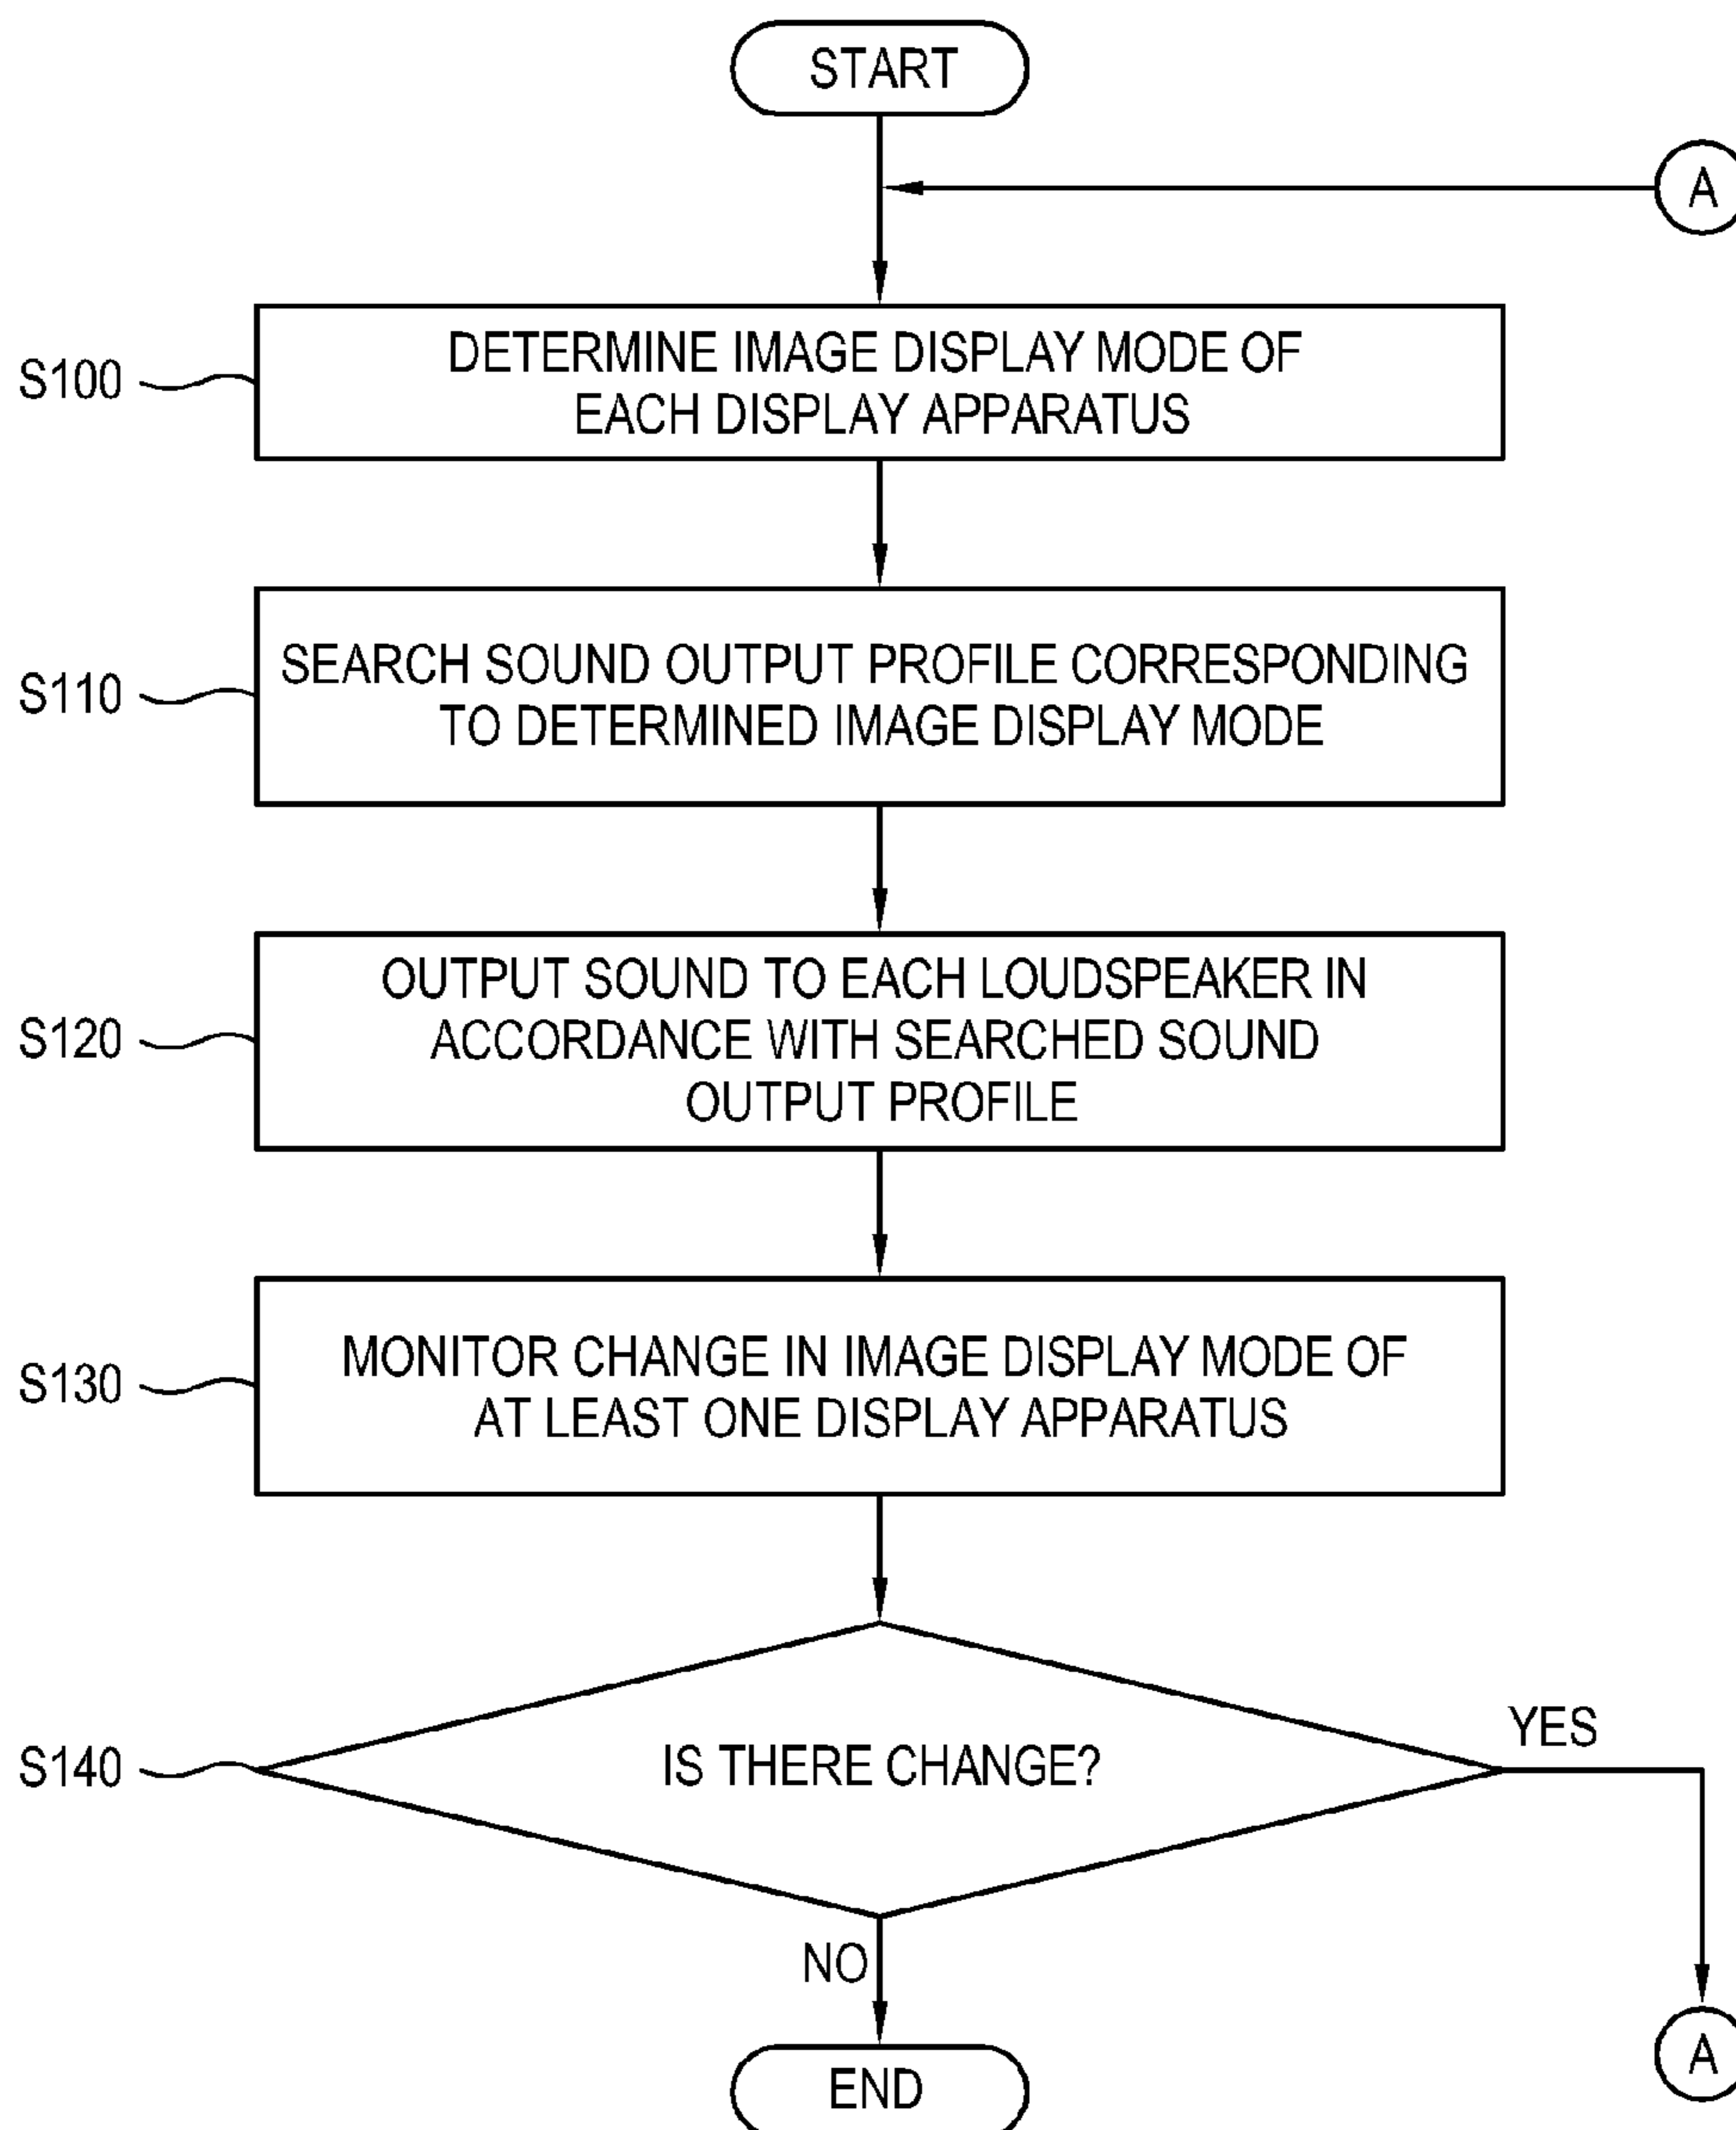 START
A
S100
DETERMINE IMAGE DISPLAY MODE OF
EACH DISPLAY APPARATUS
S110
SEARCH SOUND OUTPUT PROFILE CORRESPONDING
TO DETERMINED IMAGE DISPLAY MODE
S120
OUTPUT SOUND TO EACH LOUDSPEAKER IN
ACCORDANCE WITH SEARCHED SOUND
OUTPUT PROFILE
S130
MONITOR CHANGE IN IMAGE DISPLAY MODE OF
AT LEAST ONE DISPLAY APPARATUS
S140
IS THERE CHANGE?
YES
NO
A
END